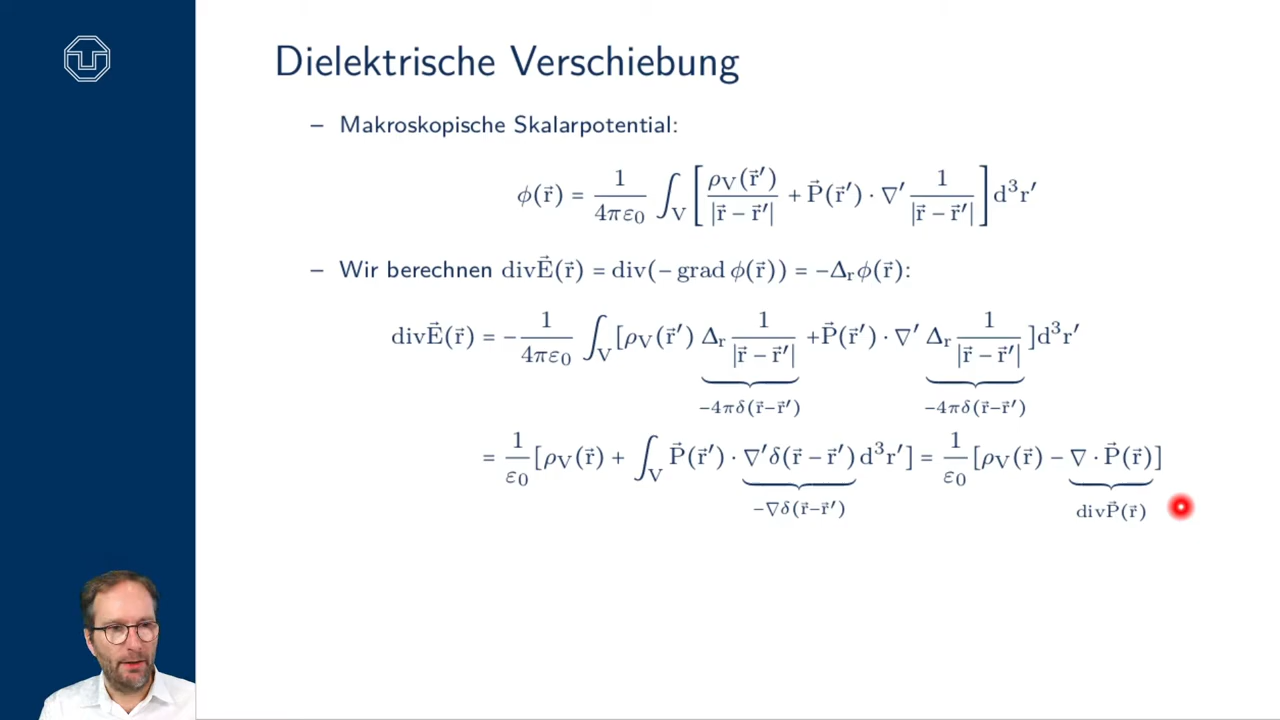 Dielektrische Verschiebung
– Makroskopische Skalarpotential:
ϕ(r⃗) = 1/(4πε₀) ∫_V [ ρ_V(r⃗′)/|r⃗ − r⃗′| + P⃗(r⃗′) · ∇′ 1/|r⃗ − r⃗′| ] d³r′
– Wir berechnen divE⃗(r⃗) = div(− grad ϕ(r⃗)) = −Δ_r ϕ(r⃗):
divE⃗(r⃗) = − 1/(4πε₀) ∫_V [ρ_V(r⃗′) Δ_r 1/|r⃗ − r⃗′| +P⃗(r⃗′) · ∇′ Δ_r 1/|r⃗ − r⃗′| ]d³r′
−4πδ(r⃗−r⃗′) −4πδ(r⃗−r⃗′)
= 1/ε₀ [ρ_V(r⃗) + ∫_V P⃗(r⃗′) · ∇′δ(r⃗ − r⃗′) d³r′] = 1/ε₀ [ρ_V(r⃗) − ∇ · P⃗(r⃗)]
−∇δ(r⃗−r⃗′) divP⃗(r⃗)